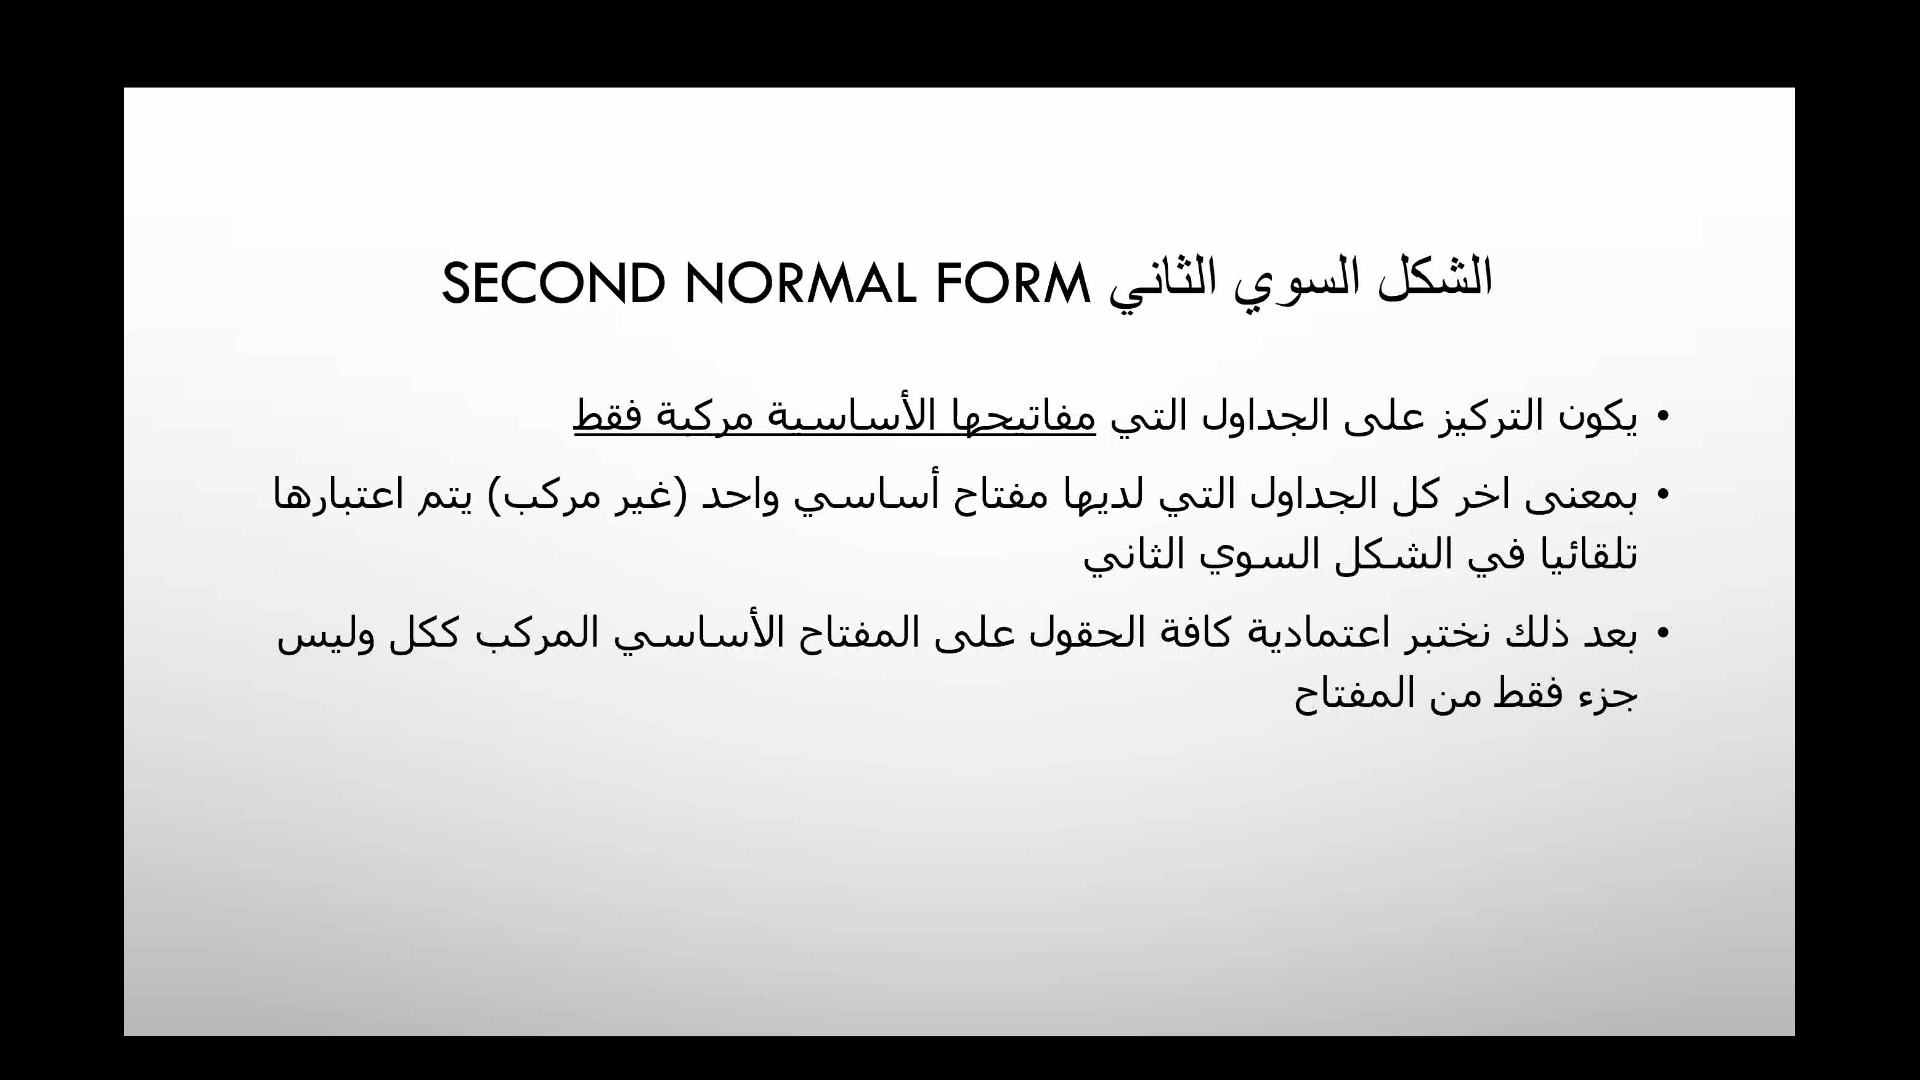 الشكل السوي الثاني SECOND NORMAL FORM
• يكون التركيز على الجداول التي مفاتيحها الأساسية مركبة فقط
• بمعنى اخر كل الجداول التي لديها مفتاح أساسي واحد (غير مركب) يتم اعتبارها
تلقائيا في الشكل السوي الثاني
• بعد ذلك نختبر اعتمادية كافة الحقول على المفتاح الأساسي المركب ككل وليس
جزء فقط من المفتاح